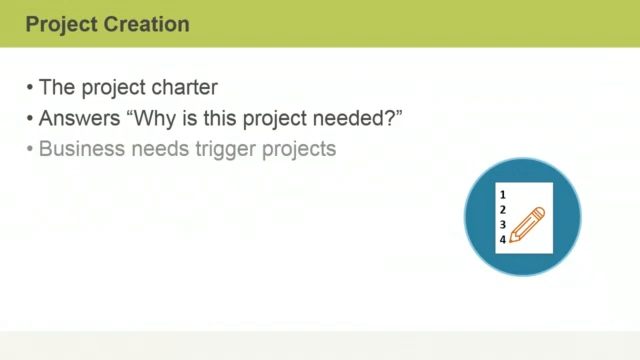 Project Creation
• The project charter
• Answers “Why is this project needed?”
• Business needs trigger projects
1
2
3
4